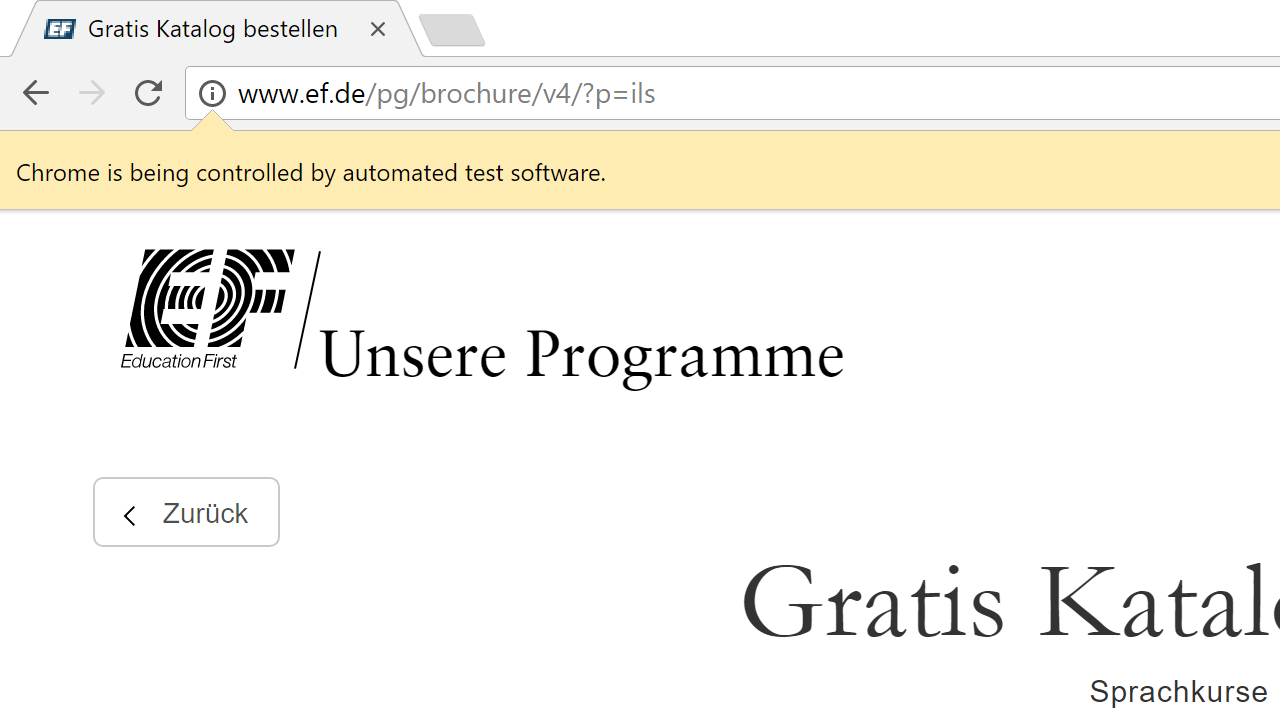 EF Gratis Katalog bestellen
www.ef.de/pg/brochure/v4/?p=ils
Chrome is being controlled by automated test software.
EF
Education First
Unsere Programme
Zurück
Gratis Katal
Sprachkurse